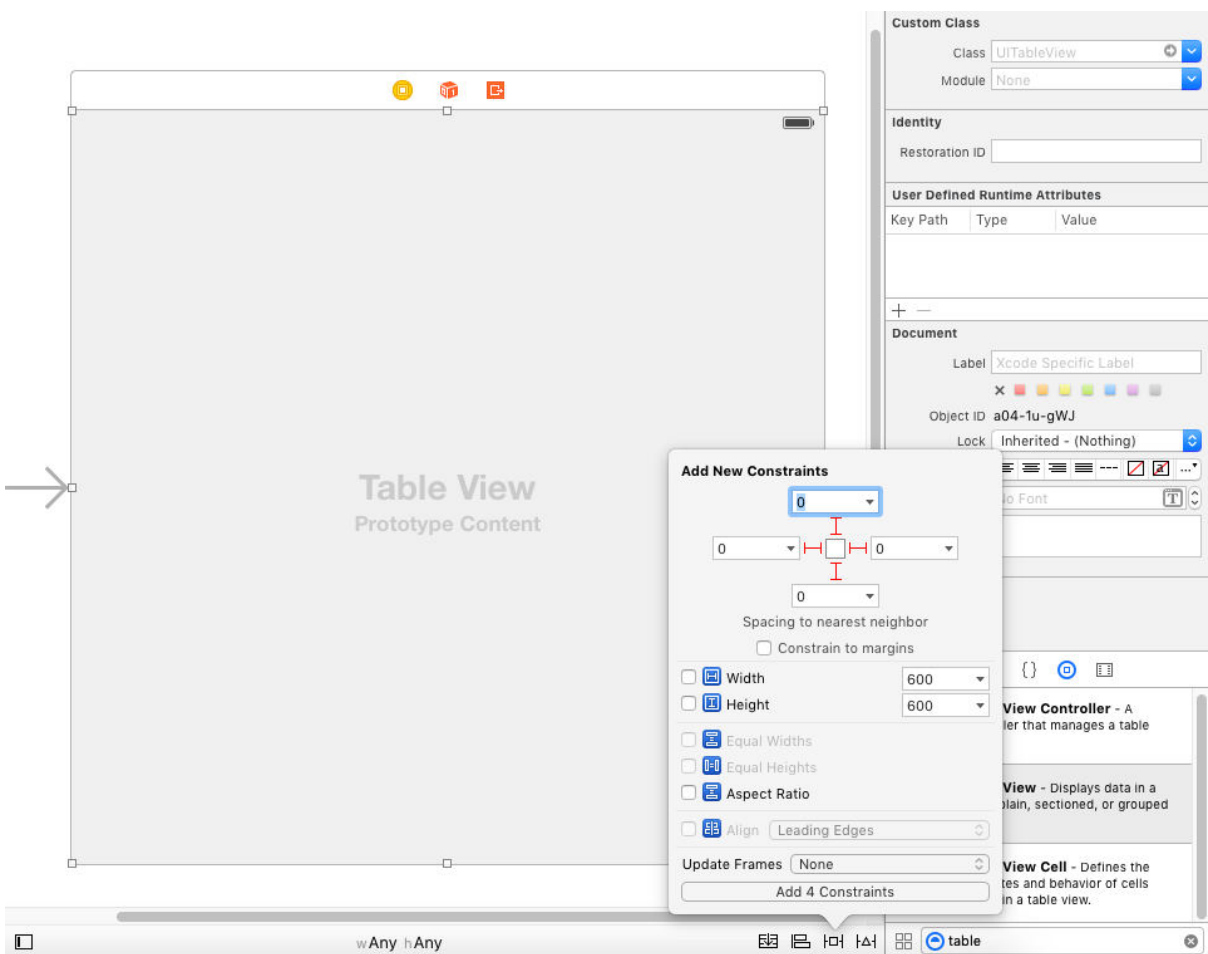 Custom Class
Class UITableView
Module None
Identity
Restoration ID
User Defined Runtime Attributes
Key Path Type Value
Document
Label Xcode Specific Label
Object ID a04-1u-gWJ
Lock Inherited - (Nothing)
No Font
Table View
Prototype Content
Add New Constraints
0
0 0
0
Spacing to nearest neighbor
Constrain to margins
Width 600
Height 600
Equal Widths
Equal Heights
Aspect Ratio
Align Leading Edges
Update Frames None
Add 4 Constraints
View Controller - A
ler that manages a table
View - Displays data in a
plain, sectioned, or grouped
View Cell - Defines the
tes and behavior of cells
in a table view.
wAny hAny
table